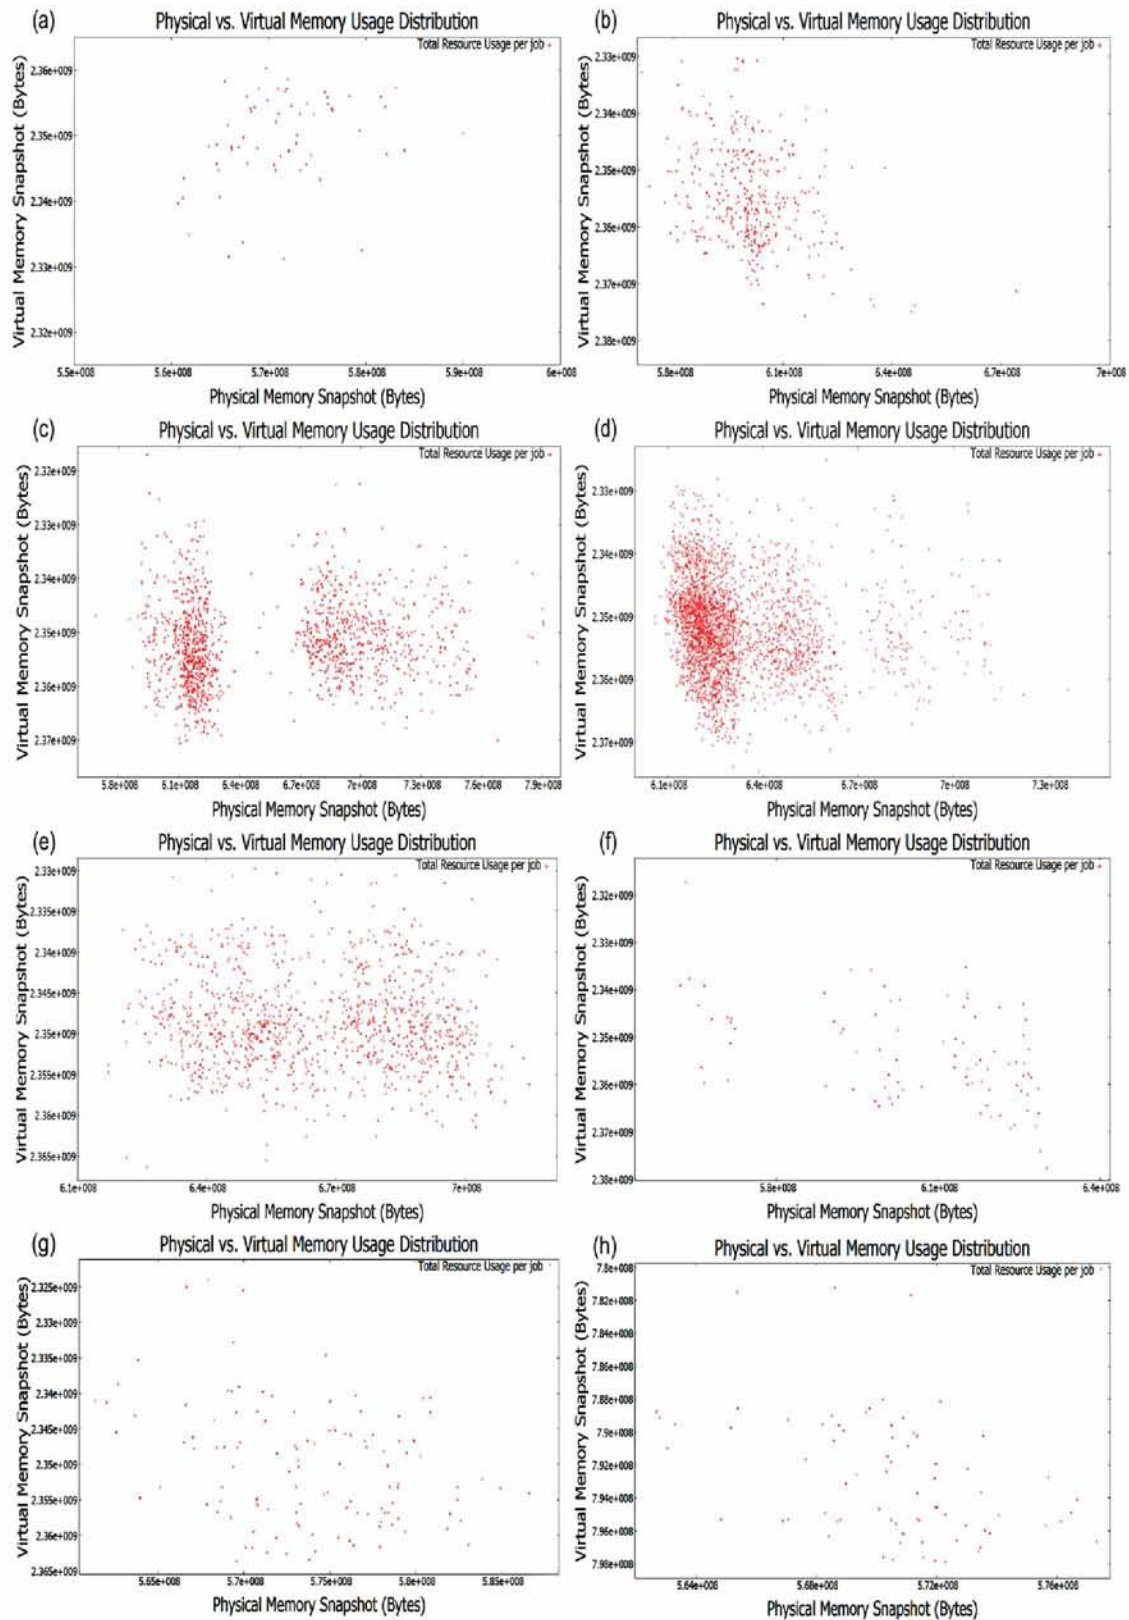 (a)
Physical vs. Virtual Memory Usage Distribution
Total Resource Usage per job
Virtual Memory Snapshot (Bytes)
2.36e+009
2.35e+009
2.34e+009
2.33e+009
2.32e+009
5.5e+008 5.6e+008 5.7e+008 5.8e+008 5.9e+008 6e+008
Physical Memory Snapshot (Bytes)
(b)
Physical vs. Virtual Memory Usage Distribution
Total Resource Usage per job
Virtual Memory Snapshot (Bytes)
2.33e+009
2.34e+009
2.35e+009
2.36e+009
2.37e+009
2.38e+009
5.8e+008 6.1e+008 6.4e+008 6.7e+008 7e+008
Physical Memory Snapshot (Bytes)
(c)
Physical vs. Virtual Memory Usage Distribution
Total Resource Usage per job
Virtual Memory Snapshot (Bytes)
2.32e+009
2.33e+009
2.34e+009
2.35e+009
2.36e+009
2.37e+009
5.8e+008 6.1e+008 6.4e+008 6.7e+008 7e+008 7.3e+008 7.6e+008 7.9e+008
Physical Memory Snapshot (Bytes)
(d)
Physical vs. Virtual Memory Usage Distribution
Total Resource Usage per job
Virtual Memory Snapshot (Bytes)
2.33e+009
2.34e+009
2.35e+009
2.36e+009
2.37e+009
6.1e+008 6.4e+008 6.7e+008 7e+008 7.3e+008
Physical Memory Snapshot (Bytes)
(e)
Physical vs. Virtual Memory Usage Distribution
Total Resource Usage per job
Virtual Memory Snapshot (Bytes)
2.33e+009
2.335e+009
2.34e+009
2.345e+009
2.35e+009
2.355e+009
2.36e+009
2.365e+009
6.1e+008 6.4e+008 6.7e+008 7e+008
Physical Memory Snapshot (Bytes)
(f)
Physical vs. Virtual Memory Usage Distribution
Total Resource Usage per job
Virtual Memory Snapshot (Bytes)
2.32e+009
2.33e+009
2.34e+009
2.35e+009
2.36e+009
2.37e+009
2.38e+009
5.8e+008 6.1e+008 6.4e+008
Physical Memory Snapshot (Bytes)
(g)
Physical vs. Virtual Memory Usage Distribution
Total Resource Usage per job
Virtual Memory Snapshot (Bytes)
2.325e+009
2.33e+009
2.335e+009
2.34e+009
2.345e+009
2.35e+009
2.355e+009
2.36e+009
2.365e+009
5.65e+008 5.7e+008 5.75e+008 5.8e+008 5.85e+008
Physical Memory Snapshot (Bytes)
(h)
Physical vs. Virtual Memory Usage Distribution
Total Resource Usage per job
Virtual Memory Snapshot (Bytes)
7.8e+008
7.82e+008
7.84e+008
7.86e+008
7.88e+008
7.9e+008
7.92e+008
7.94e+008
7.96e+008
7.98e+008
5.64e+008 5.68e+008 5.72e+008 5.76e+008
Physical Memory Snapshot (Bytes)